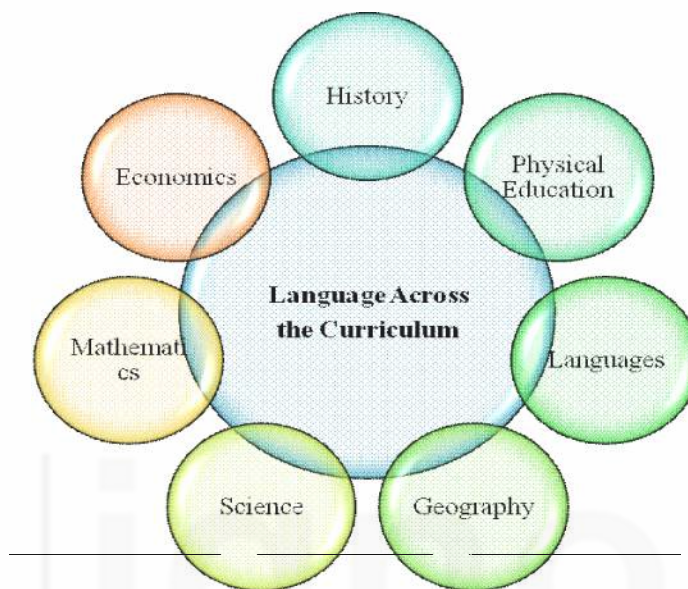 History
Physical
Education
Economics
Language Across
the Curriculum
Languages
Mathemati
cs
Science
Geography